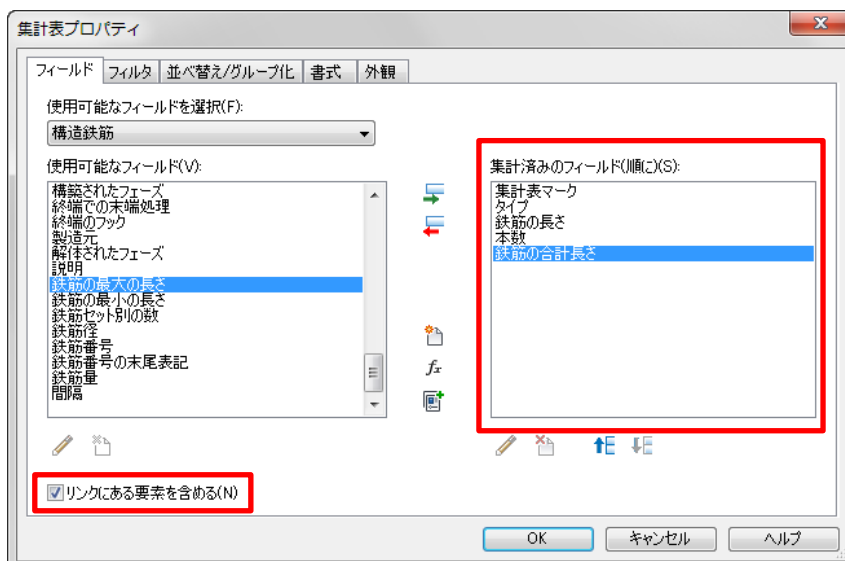 集計表プロパティ
フィールド フィルタ 並べ替え/グループ化 書式 外観
使用可能なフィールドを選択(F):
構造鉄筋
使用可能なフィールド(V):
構築されたフェーズ
終端での末端処理
終端のフック
製造元
解体されたフェーズ
説明
鉄筋の最大の長さ
鉄筋の最小の長さ
鉄筋セット別の数
鉄筋径
鉄筋番号
鉄筋番号の末尾表記
鉄筋量
間隔
fx
集計済みのフィールド(順に)(S):
集計表マーク
タイプ
鉄筋の長さ
本数
鉄筋の合計長さ
リンクにある要素を含める(N)
OK キャンセル ヘルプ